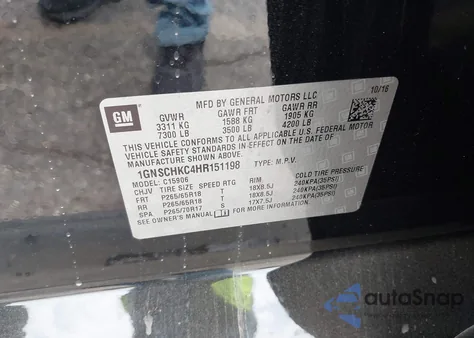 10/16
MFD BY GENERAL MOTORS LLC
GM
GVWR GAWR FRT GAWR RR
3311 KG 1588 KG 1905 KG
7300 LB 3500 LB 4200 LB
THIS VEHICLE CONFORMS TO ALL APPLICABLE U.S. FEDERAL MOTOR
VEHICLE SAFETY STANDARDS IN EFFECT ON THE DATE OF
MANUFACTURE SHOWN ABOVE.
1GNSCHKC4HR151198 TYPE: M.P.V.
MODEL: C15906
CHJV TIRE SIZE SPEED RTG RIM COLD TIRE PRESSURE
FRT P265/65R18 T 18X8.5J 240KPA(35PSI)
RR P265/65R18 T 18X8.5J 240KPA(35PSI)
SPA P265/70R17 S 17X7.5J 240KPA(35PSI)
SEE OWNER'S MANUAL
autoSnap